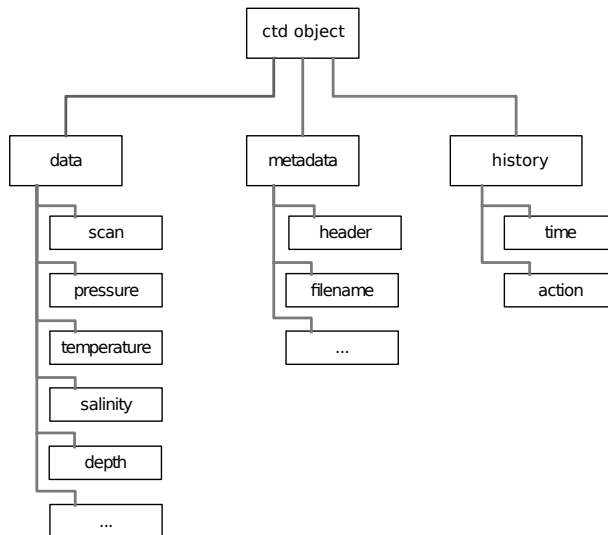 ctd object
data
metadata
history
scan
pressure
temperature
salinity
depth
...
header
filename
...
time
action